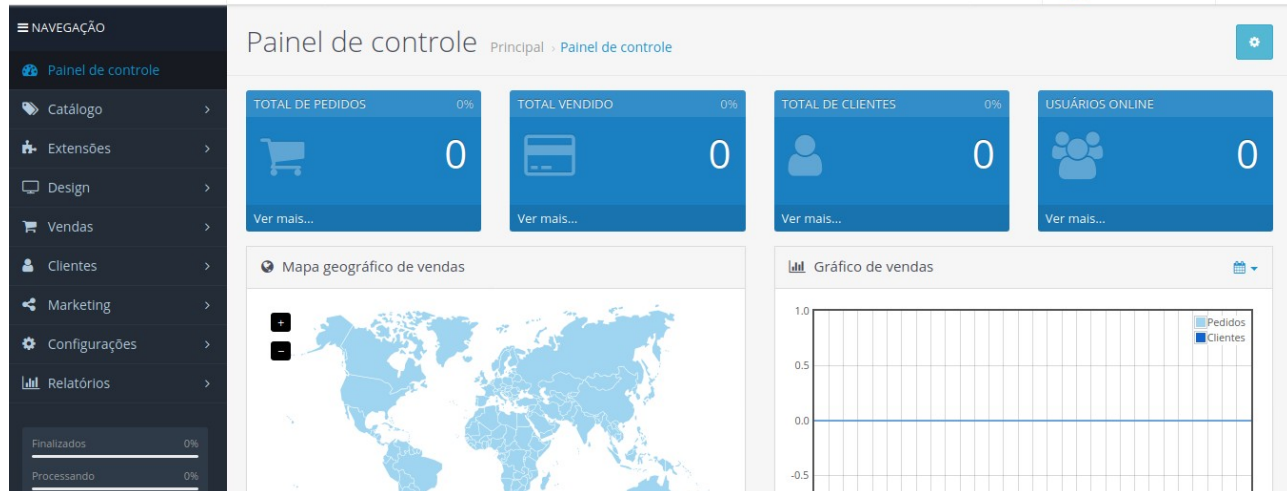 NAVEGAÇÃO
Painel de controle
Catálogo
Extensões
Design
Vendas
Clientes
Marketing
Configurações
Relatórios
Finalizados 0%
Processando 0%
Painel de controle Principal › Painel de controle
TOTAL DE PEDIDOS 0%
0
Ver mais...
TOTAL VENDIDO 0%
0
Ver mais...
TOTAL DE CLIENTES 0%
0
Ver mais...
USUÁRIOS ONLINE
0
Ver mais...
Mapa geográfico de vendas
+
−
Gráfico de vendas
1.0
0.5
0.0
-0.5
Pedidos
Clientes